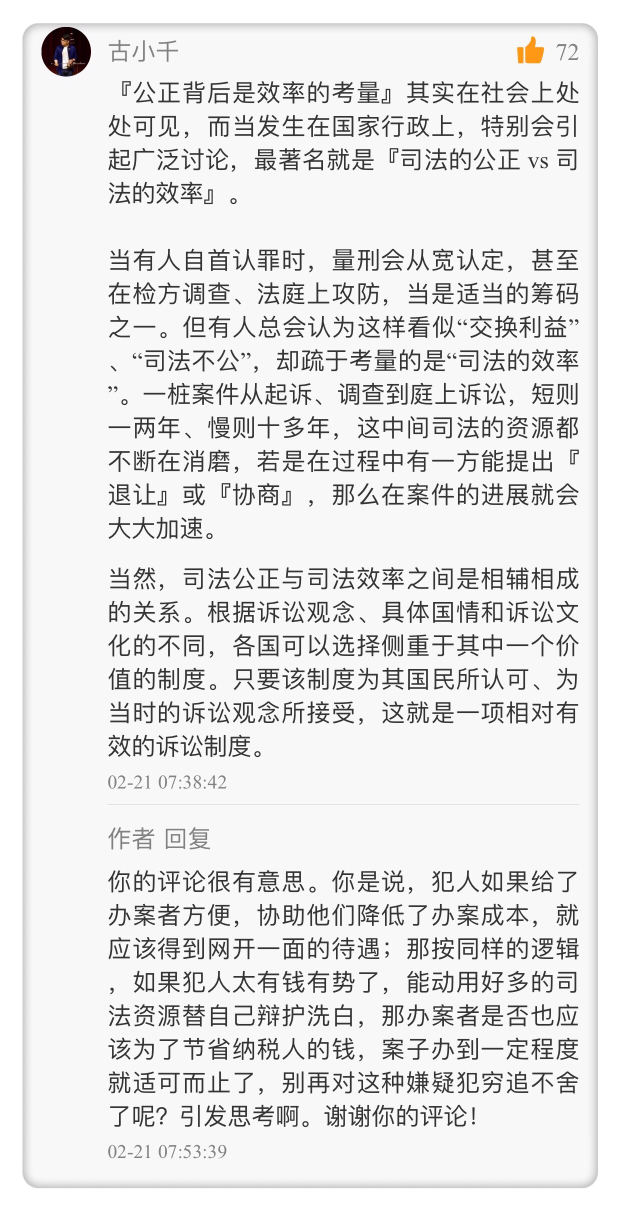 古小千 72
『公正背后是效率的考量』其实在社会上处
处可见，而当发生在国家行政上，特别会引
起广泛讨论，最著名就是『司法的公正 vs 司
法的效率』。
当有人自首认罪时，量刑会从宽认定，甚至
在检方调查、法庭上攻防，当是适当的筹码
之一。但有人总会认为这样看似“交换利益”
、“司法不公”，却疏于考量的是“司法的效率
”。一桩案件从起诉、调查到庭上诉讼，短则
一两年、慢则十多年，这中间司法的资源都
不断在消磨，若是在过程中有一方能提出『
退让』或『协商』，那么在案件的进展就会
大大加速。
当然，司法公正与司法效率之间是相辅相成
的关系。根据诉讼观念、具体国情和诉讼文
化的不同，各国可以选择侧重于其中一个价
值的制度。只要该制度为其国民所认可、为
当时的诉讼观念所接受，这就是一项相对有
效的诉讼制度。
02-21 07:38:42
作者 回复
你的评论很有意思。你是说，犯人如果给了
办案者方便，协助他们降低了办案成本，就
应该得到网开一面的待遇；那按同样的逻辑
，如果犯人太有钱有势了，能动用好多的司
法资源替自己辩护洗白，那办案者是否也应
该为了节省纳税人的钱，案子办到一定程度
就适可而止了，别再对这种嫌疑犯穷追不舍
了呢？引发思考啊。谢谢你的评论！
02-21 07:53:39